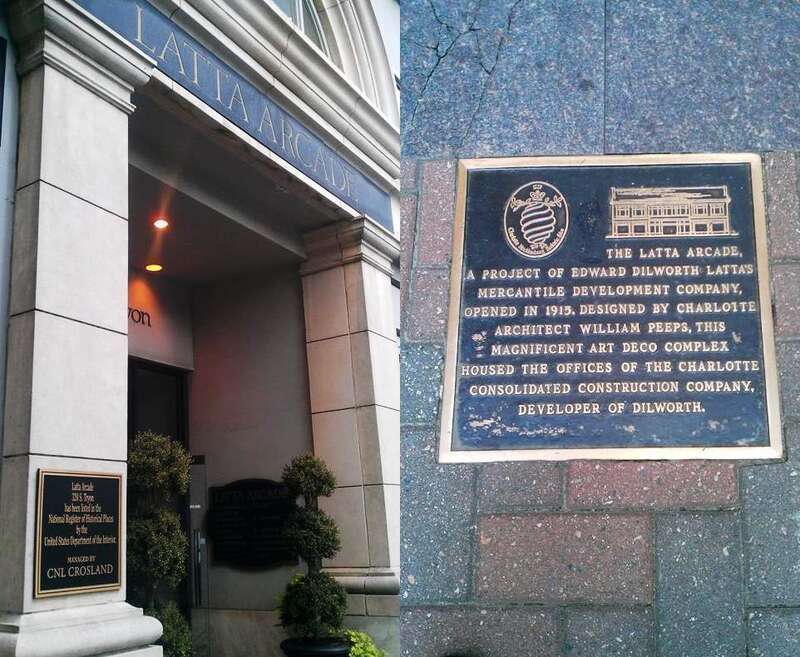 LATTA ARCADE
yon
Latta Arcade
320 S. Tryon
has been listed in the
National Register of Historical Places
by the
United States Department of the Interior.
MANAGED BY
CNL CROSLAND
LATTA ARCADE
THE LATTA ARCADE,
A PROJECT OF EDWARD DILWORTH LATTA'S
MERCANTILE DEVELOPMENT COMPANY,
OPENED IN 1915. DESIGNED BY CHARLOTTE
ARCHITECT WILLIAM PEEPS, THIS
MAGNIFICENT ART DECO COMPLEX
HOUSED THE OFFICES OF THE CHARLOTTE
CONSOLIDATED CONSTRUCTION COMPANY,
DEVELOPER OF DILWORTH.